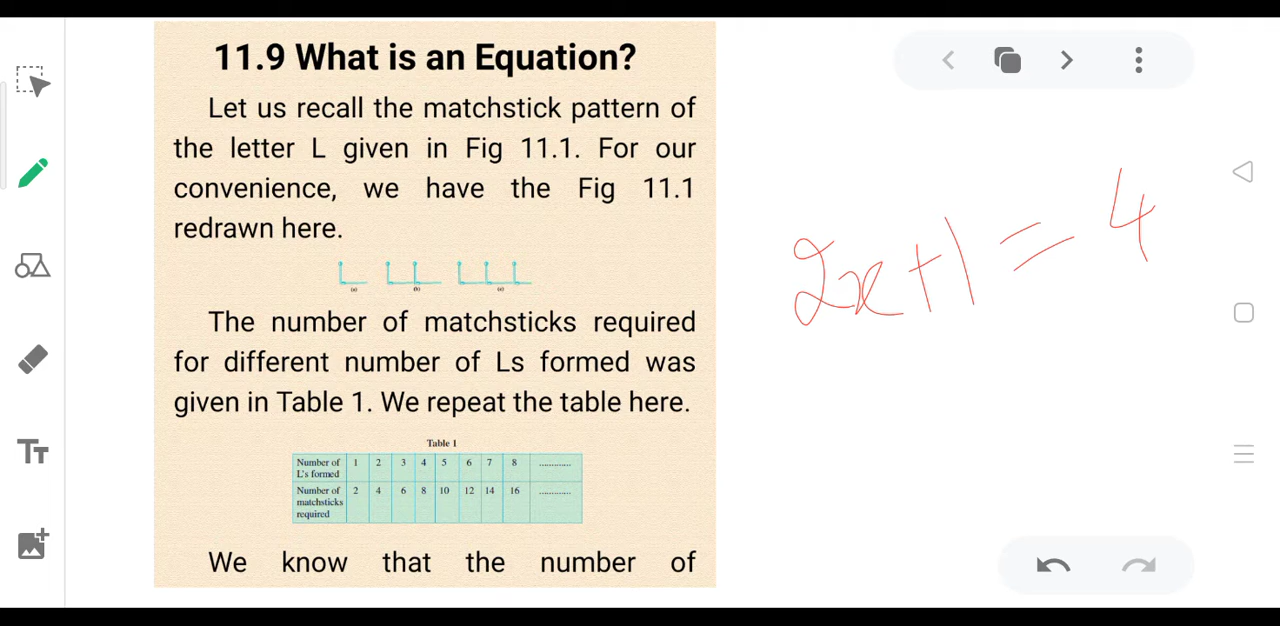 11.9 What is an Equation?
Let us recall the matchstick pattern of
the letter L given in Fig 11.1. For our
convenience, we have the Fig 11.1
redrawn here.
(a) (b) (c)
The number of matchsticks required
for different number of Ls formed was
given in Table 1. We repeat the table here.
Table 1
Number of L's formed 1 2 3 4 5 6 7 8 .............
Number of matchsticks required 2 4 6 8 10 12 14 16 .............
We know that the number of
2x+1=4
Tт